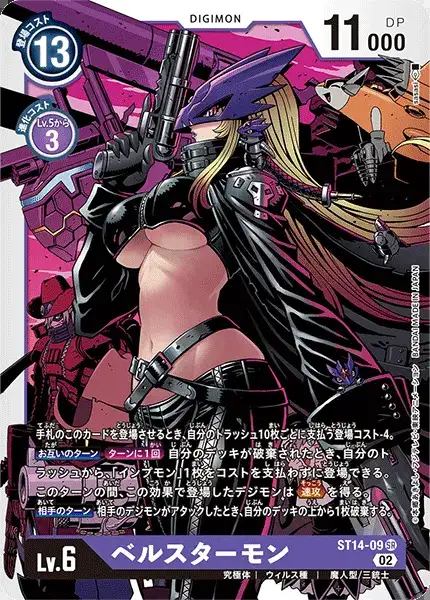 登場コスト
13
DIGIMON
11000
DP
進化コスト
Lv.5から
3
手札のこのカードを登場させるとき、自分のトラッシュ10枚ごとに支払う登場コスト-4。
お互いのターン ターンに1回 自分のデッキが破棄されたとき、自分のト
ラッシュから、「インプモン」1枚をコストを支払わずに登場できる。
このターンの間、この効果で登場したデジモンは≪速攻≫を得る。
相手のターン 相手のデジモンがアタックしたとき、自分のデッキの上から1枚破棄する。
Lv.6
ベルスターモン
ST14-09 SR
02
究極体 | ウィルス種 | 魔人型/三銃士
BANDAI MADE IN JAPAN